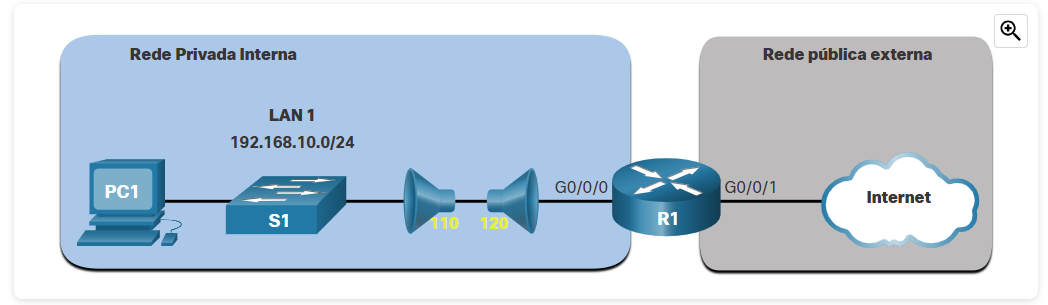 Rede Privada Interna
Rede pública externa
LAN 1
192.168.10.0/24
PC1
S1
110
120
G0/0/0
R1
G0/0/1
Internet